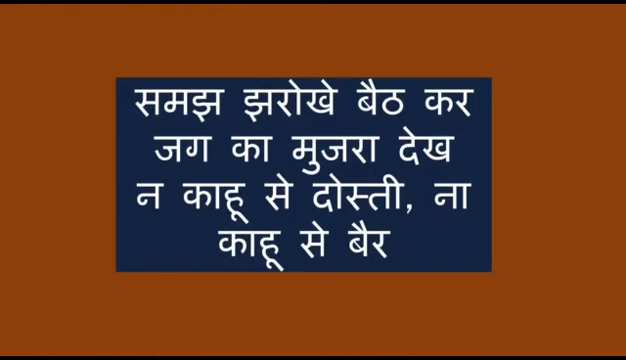 समझ झरोखे बैठ कर
जग का मुजरा देख
न काहू से दोस्ती, ना
काहू से बैर